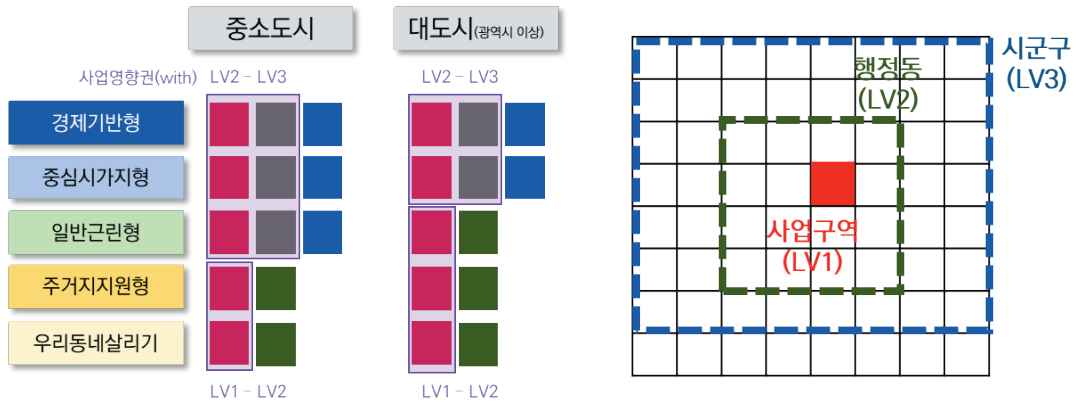 중소도시
대도시(광역시 이상)
사업영향권(with) LV2 – LV3
LV2 – LV3
경제기반형
중심시가지형
일반근린형
주거지지원형
우리동네살리기
LV1 – LV2
LV1 – LV2
시군구
(LV3)
행정동
(LV2)
사업구역
(LV1)